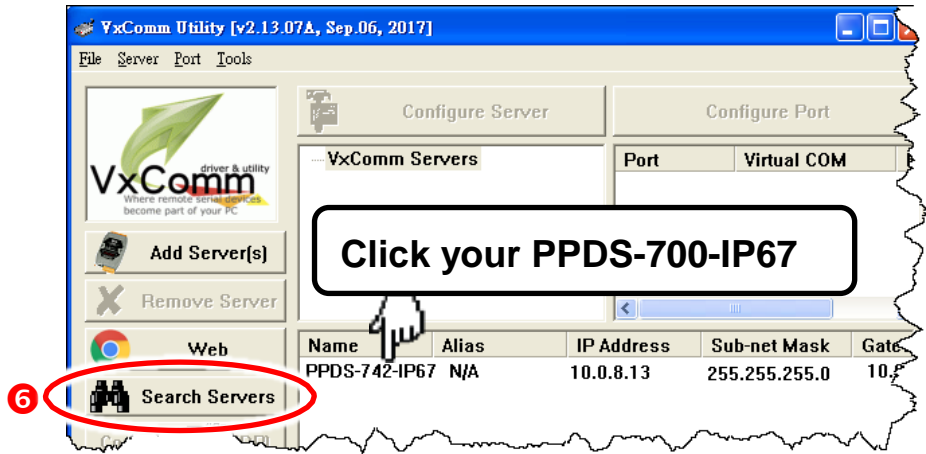 VxComm Utility [v2.13.07A, Sep.06, 2017]
File Server Port Tools
Configure Server
Configure Port
VxComm Servers
Port Virtual COM
driver & utility
VxComm
Where remote serial devices
become part of your PC
Click your PPDS-700-IP67
Add Server(s)
Remove Server
Web
Name Alias IP Address Sub-net Mask Gate
PPDS-742-IP67 N/A 10.0.8.13 255.255.255.0 10.
6
Search Servers